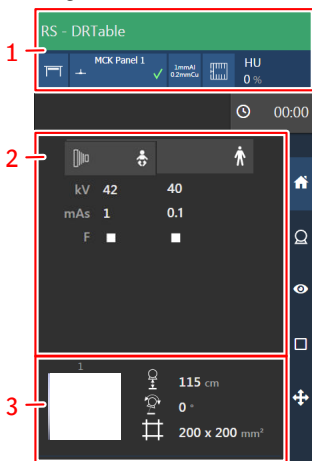 RS - DRTable
1
MCK Panel 1
1mmAl
0.2mmCu
HU
0 %
00:00
2
kV 42 40
mAs 1 0.1
F
3
1
115 cm
0 °
200 x 200 mm²